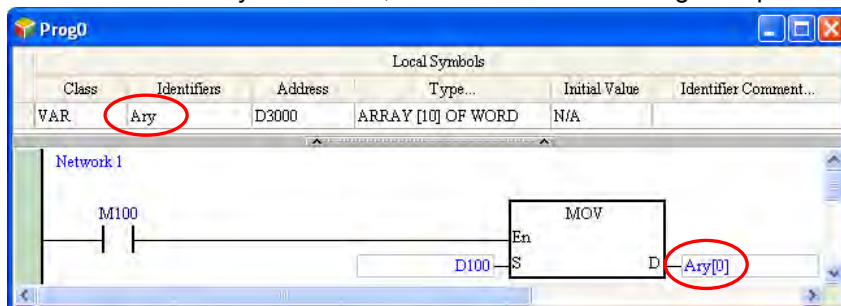 Prog0
Local Symbols
Class Identifiers Address Type... Initial Value Identifier Comment...
VAR Ary D3000 ARRAY [10] OF WORD N/A
Network 1
M100
MOV
En
D100 S D Ary[0]